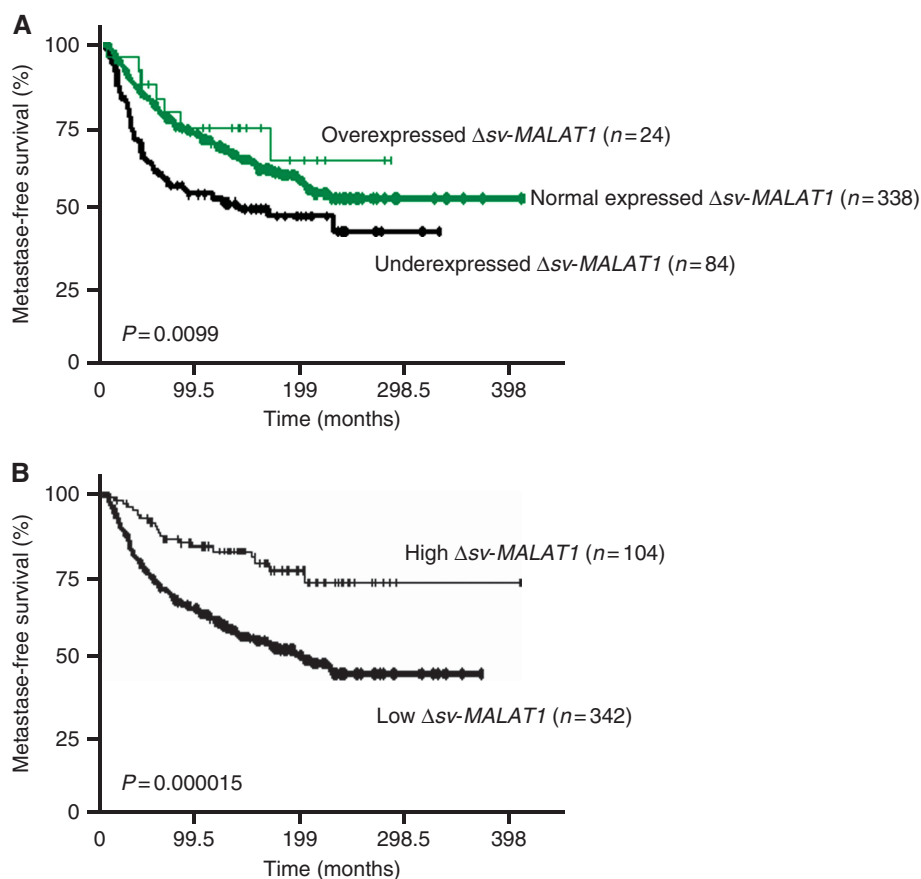 A
Metastase-free survival (%)
100
75
50
25
0
Overexpressed Δsv-MALAT1 (n=24)
Normal expressed Δsv-MALAT1 (n=338)
Underexpressed Δsv-MALAT1 (n=84)
P=0.0099
0 99.5 199 298.5 398
Time (months)
B
Metastase-free survival (%)
100
75
50
25
0
High Δsv-MALAT1 (n=104)
Low Δsv-MALAT1 (n=342)
P=0.000015
0 99.5 199 298.5 398
Time (months)